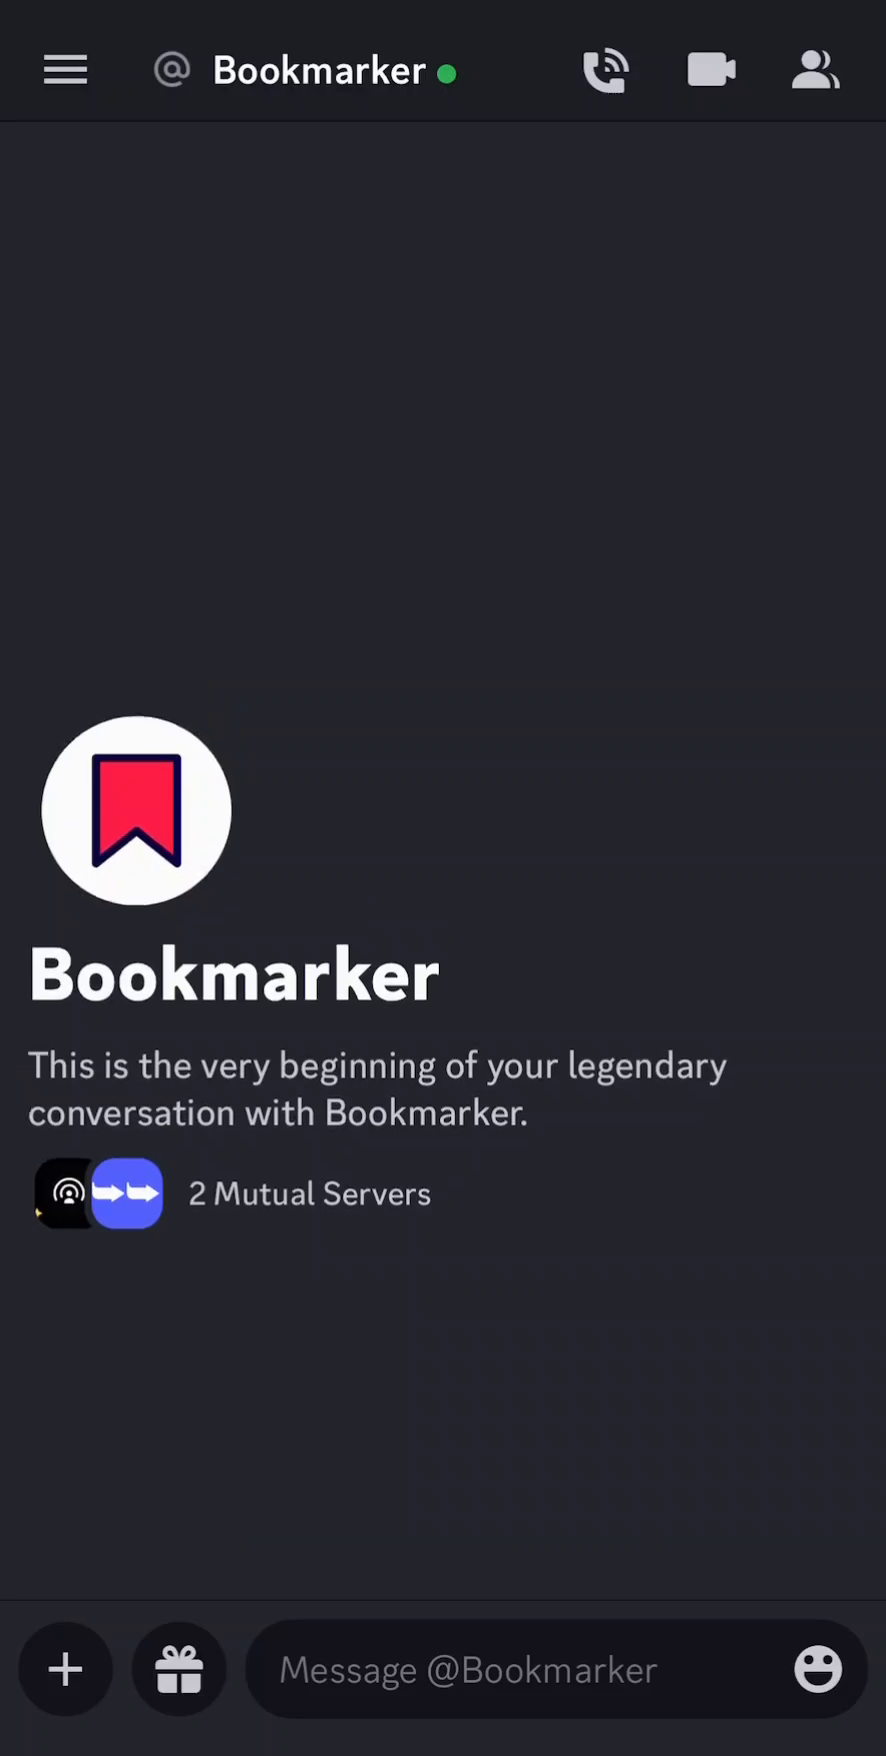 @ Bookmarker
Bookmarker
This is the very beginning of your legendary
conversation with Bookmarker.
2 Mutual Servers
Message @Bookmarker